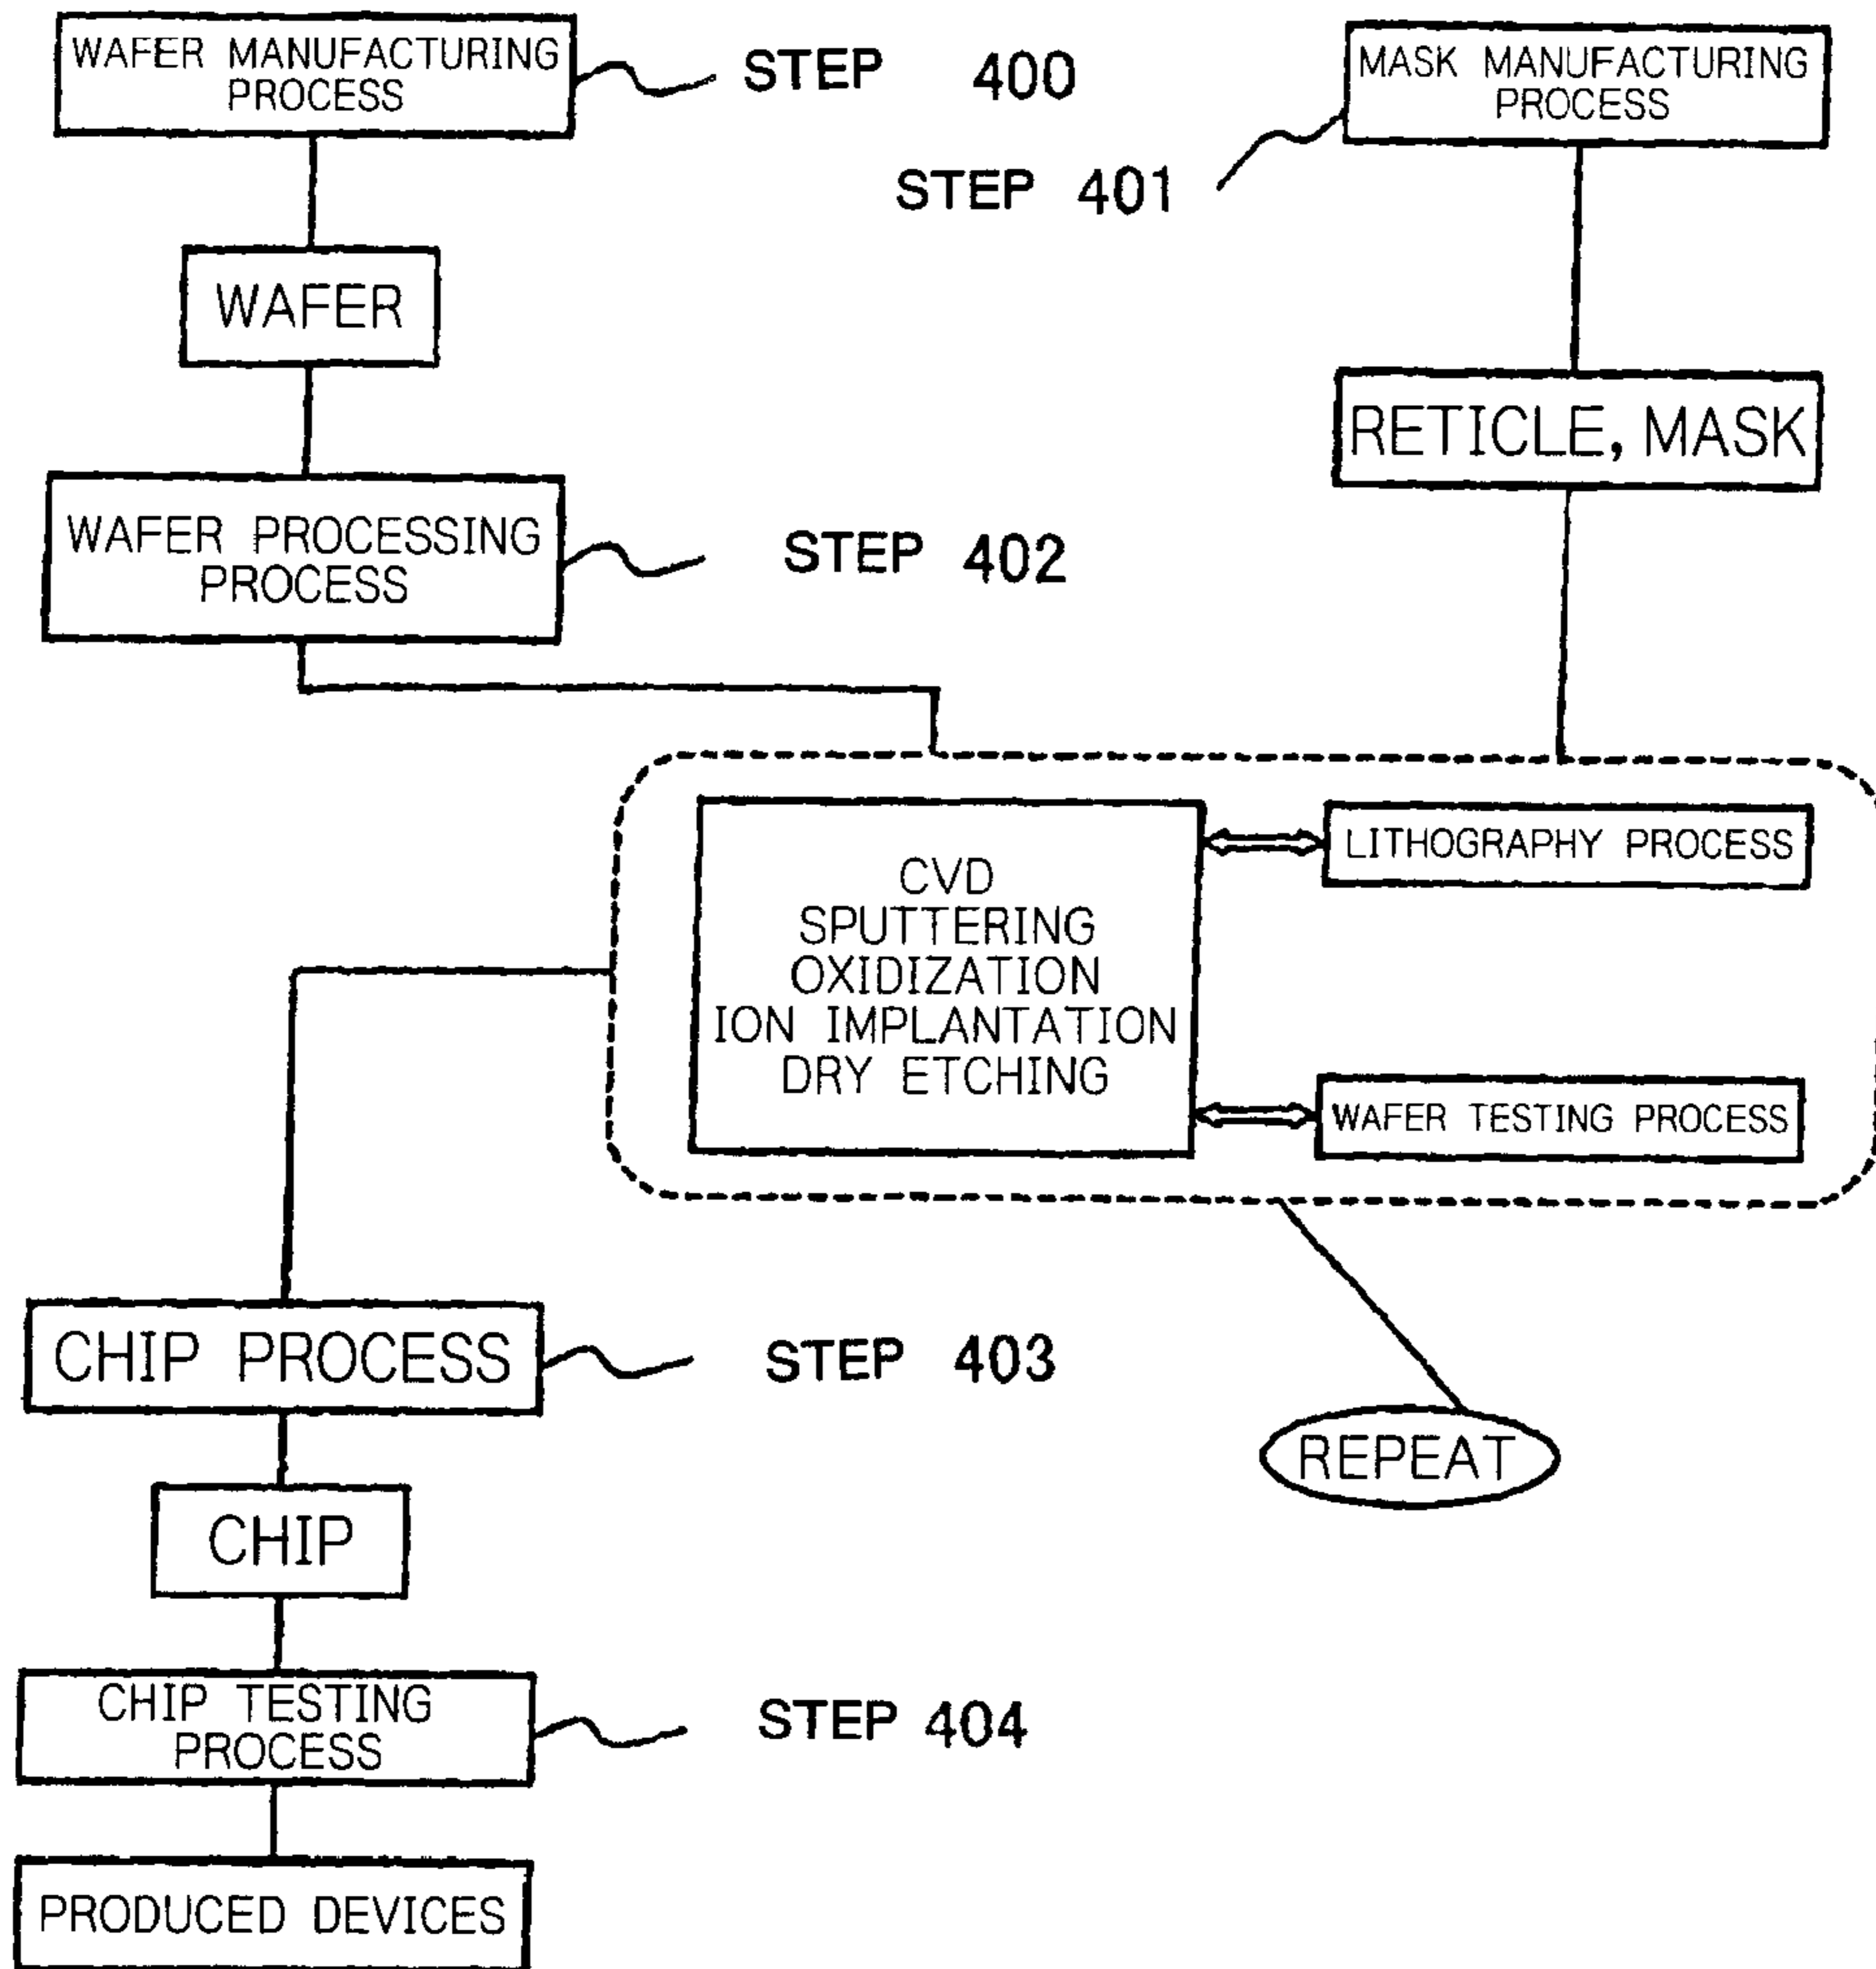 WAFER MANUFACTURING
PROCESS
STEP 400
MASK MANUFACTURING
PROCESS
STEP 401
WAFER
RETICLE, MASK
WAFER PROCESSING
PROCESS
STEP 402
LITHOGRAPHY PROCESS
CVD
SPUTTERING
OXIDIZATION
ION IMPLANTATION
DRY ETCHING
WAFER TESTING PROCESS
CHIP PROCESS
STEP 403
REPEAT
CHIP
CHIP TESTING
PROCESS
STEP 404
PRODUCED DEVICES